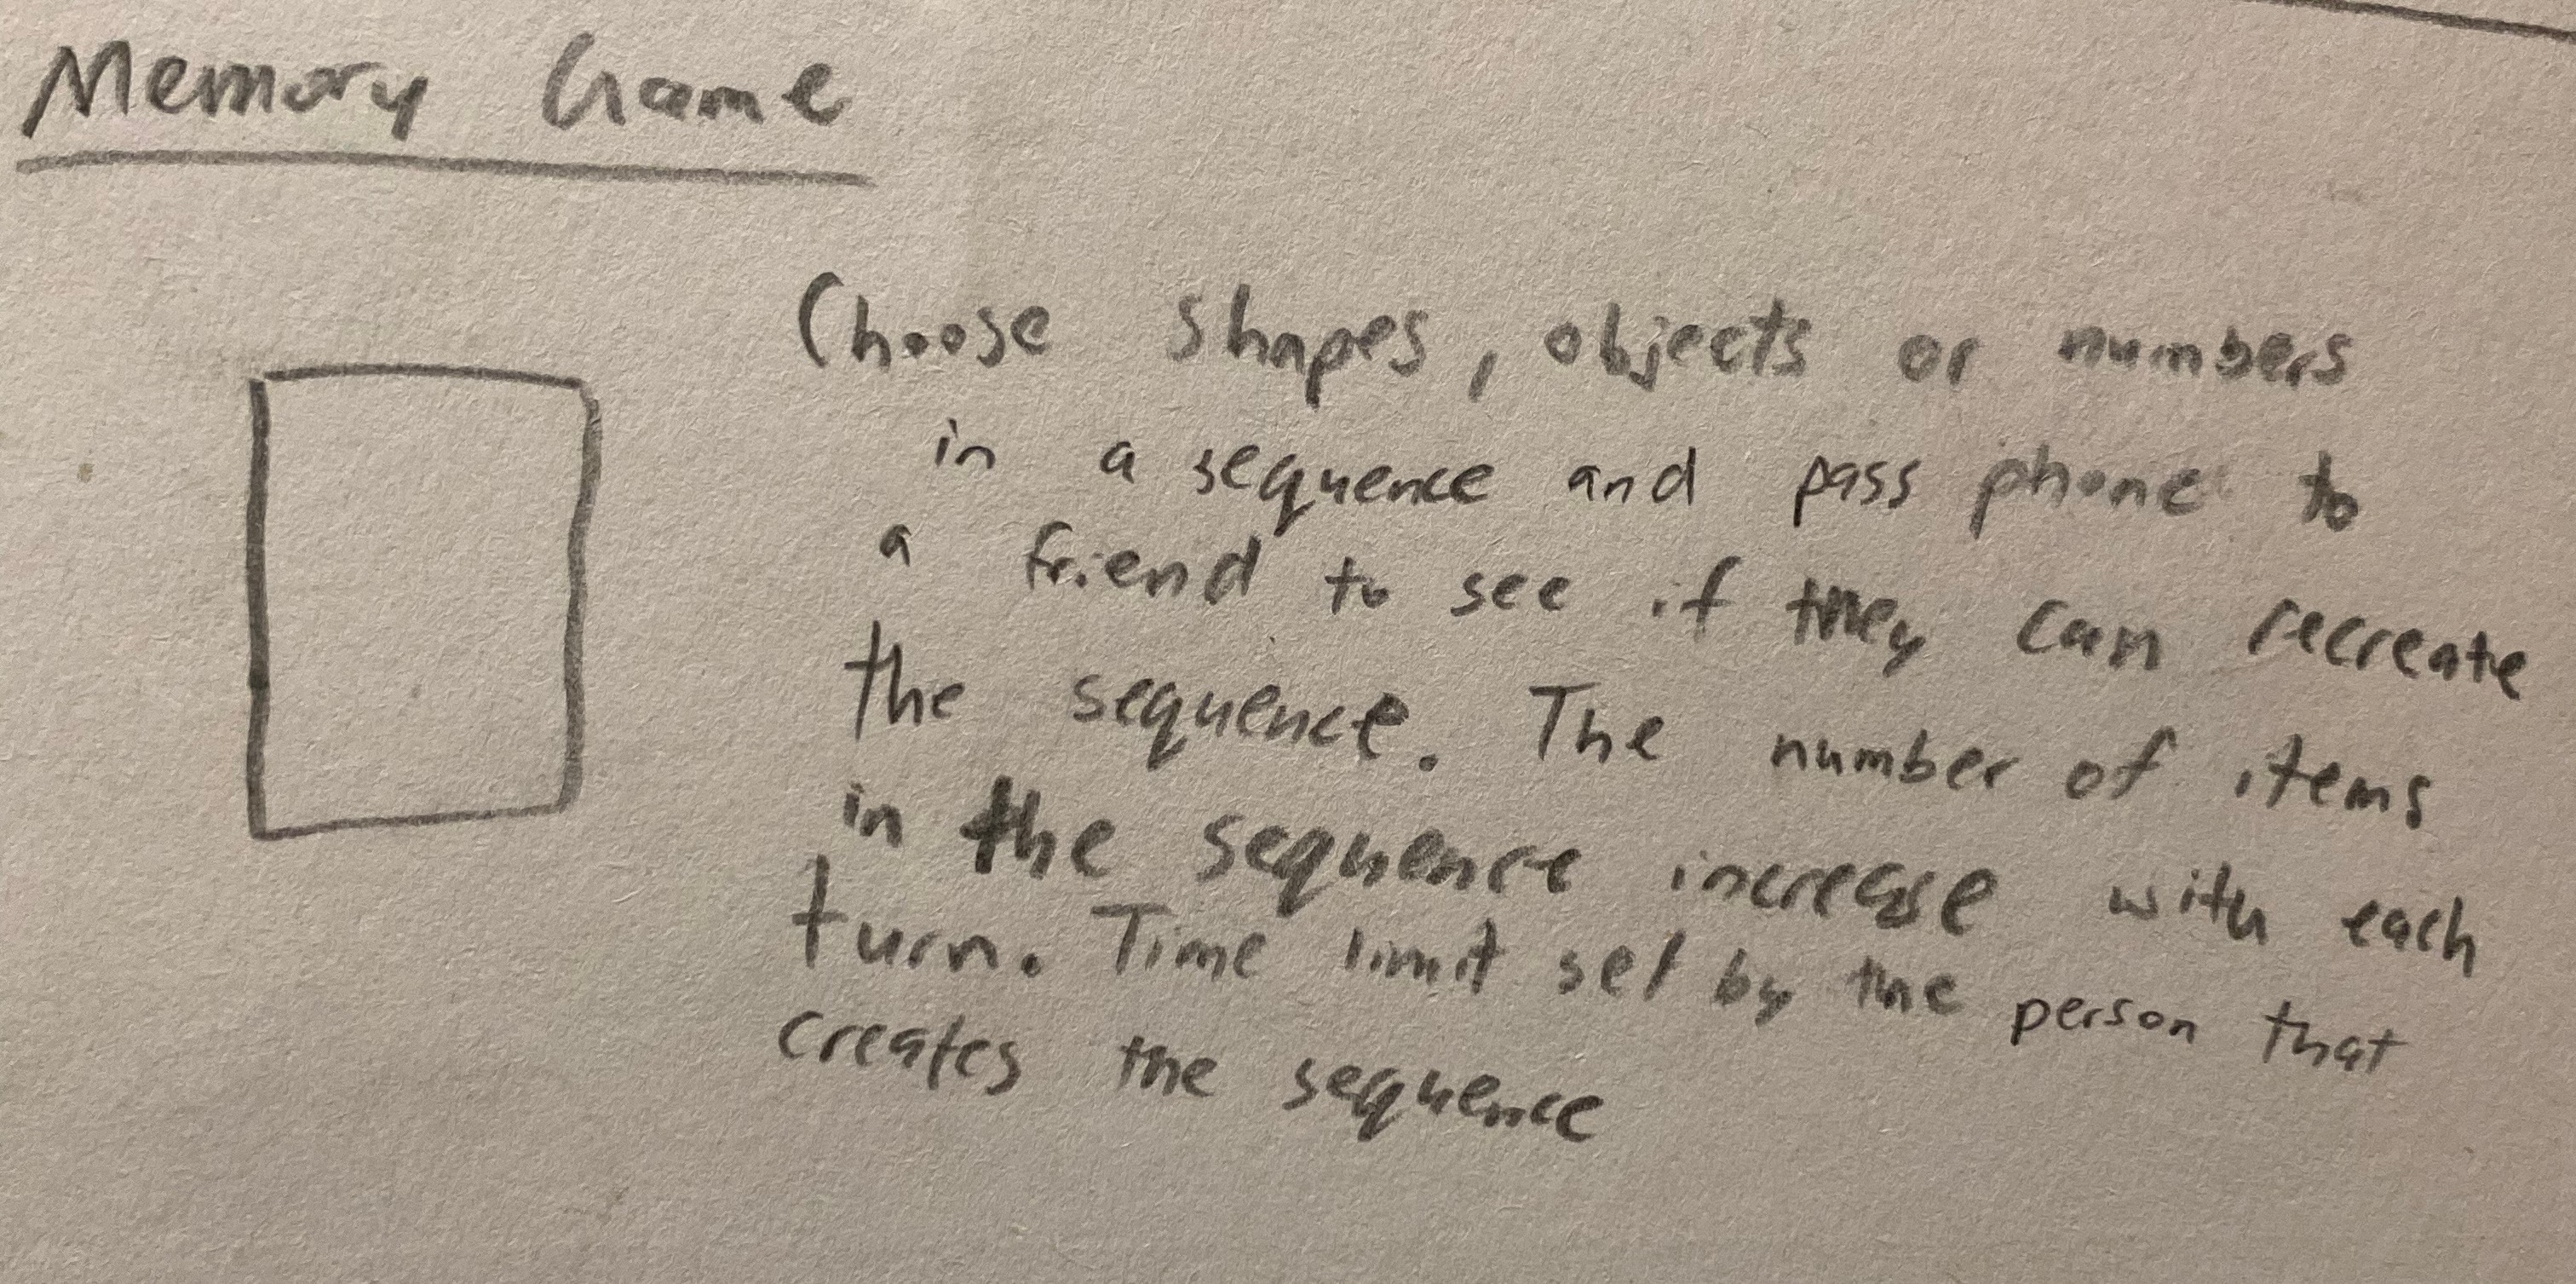 Memory Game
Choose shapes, objects or numbers
in a sequence and pass phone to
a friend to see if they can recreate
the sequence. The number of items
in the sequence increase with each
turn. Time limit set by the person that
creates the sequence